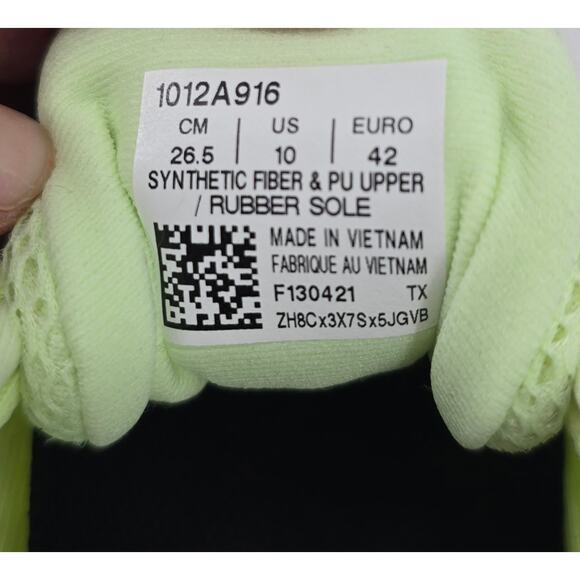 1012A916
CM | US | EURO
26.5 | 10 | 42
SYNTHETIC FIBER & PU UPPER
/ RUBBER SOLE
MADE IN VIETNAM
FABRIQUE AU VIETNAM
F130421 TX
ZH8Cx3X7Sx5JGVB